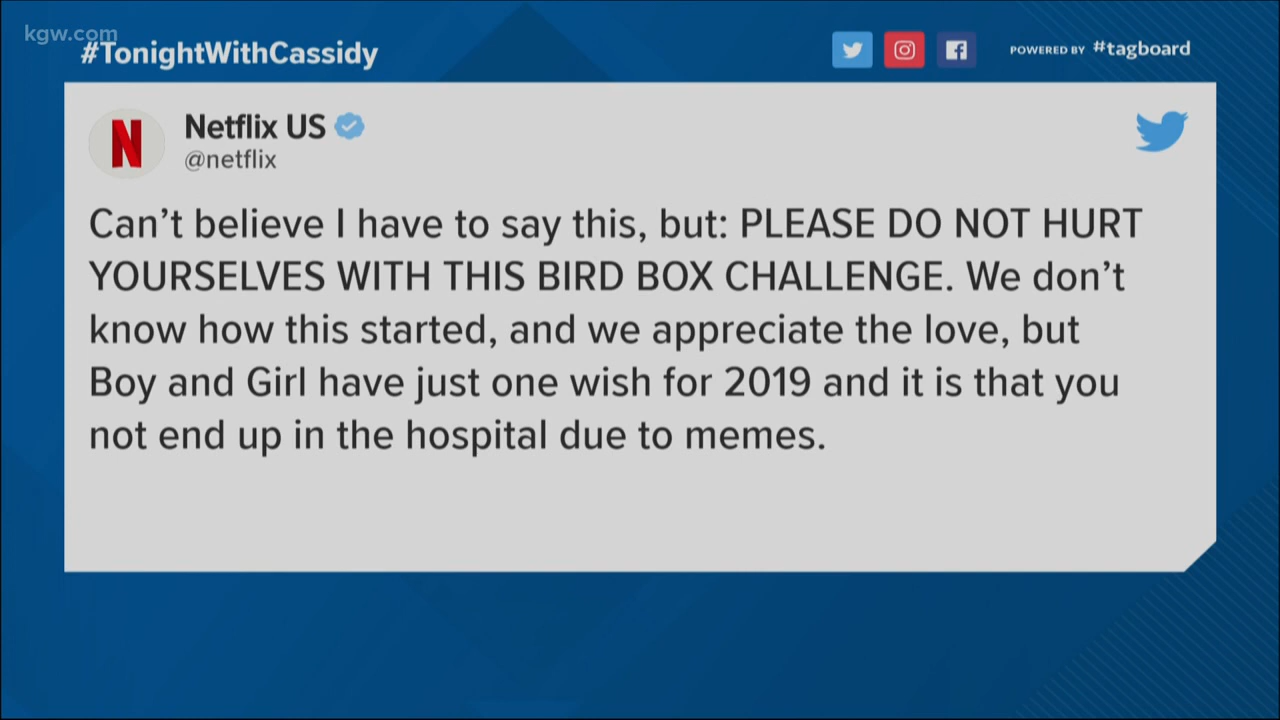 kgw.com
#TonightWithCassidy
POWERED BY #tagboard
N
Netflix US
@netflix
Can't believe I have to say this, but: PLEASE DO NOT HURT
YOURSELVES WITH THIS BIRD BOX CHALLENGE. We don't
know how this started, and we appreciate the love, but
Boy and Girl have just one wish for 2019 and it is that you
not end up in the hospital due to memes.